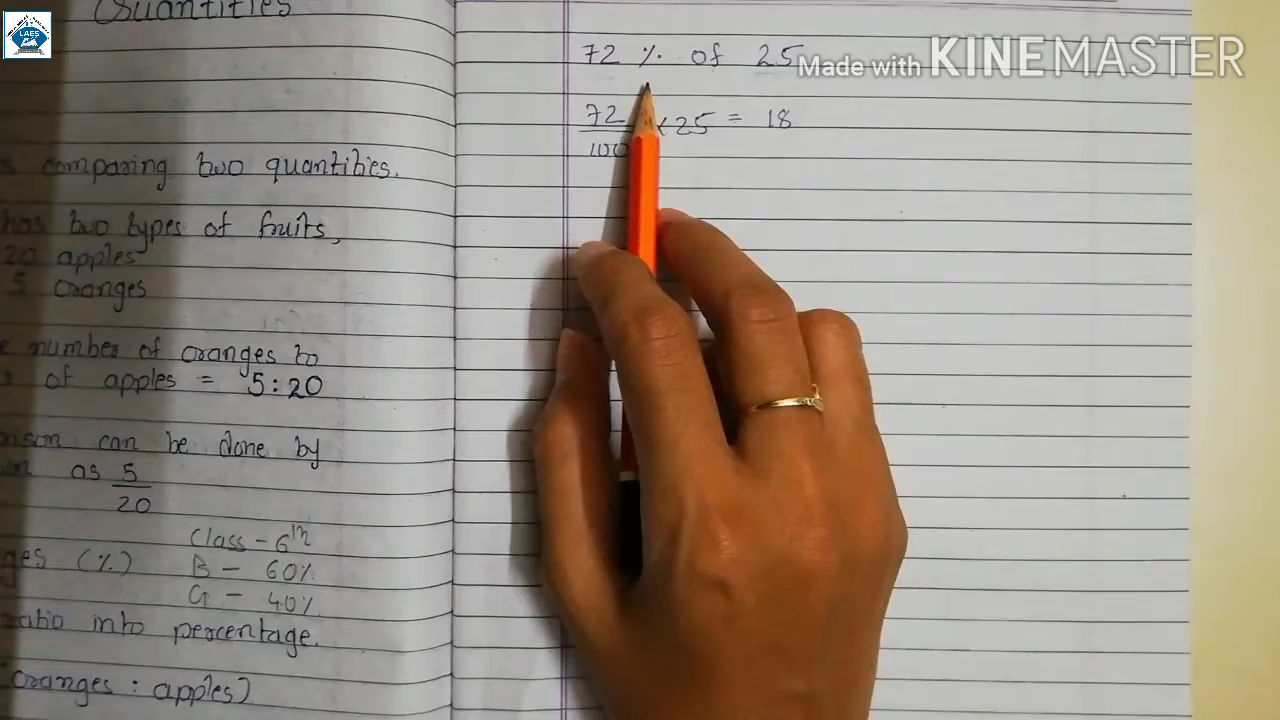 LAES
Quantities
comparing two quantities.
has two types of fruits,
20 apples
5 oranges
number of oranges to
of apples = 5:20
can be done by
as 5
20
Class - 6th
(%) B - 60%
G - 40%
ratio into percentage.
oranges : apples)
72 % of 25
72
100 × 25 = 18
Made with KINEMASTER